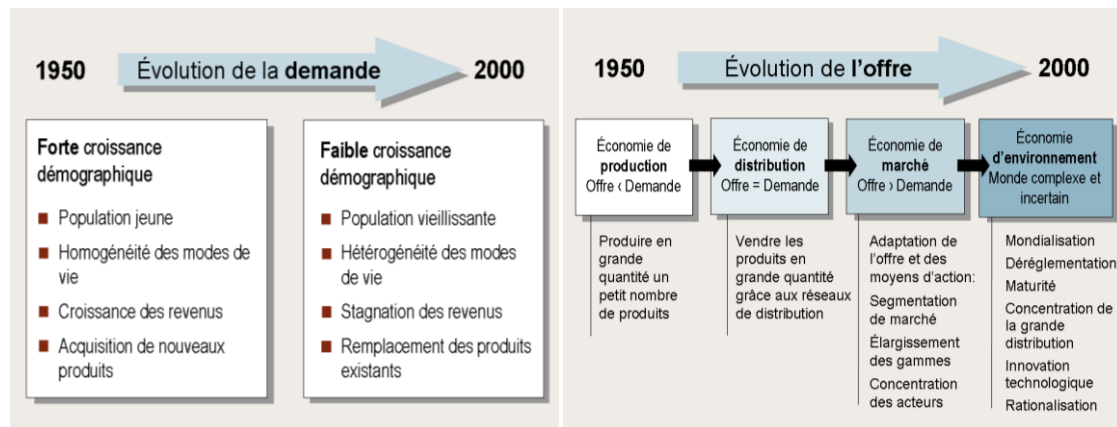 1950
Évolution de la demande
2000
Forte croissance
démographique
Population jeune
Homogénéité des modes de
vie
Croissance des revenus
Acquisition de nouveaux
produits
Faible croissance
démographique
Population vieillissante
Hétérogénéité des modes
de vie
Stagnation des revenus
Remplacement des produits
existants
1950
Évolution de l'offre
2000
Économie de
production
Offre ‹ Demande
Produire en
grande
quantité un
petit nombre
de produits
Économie de
distribution
Offre = Demande
Vendre les
produits en
grande quantité
grâce aux réseaux
de distribution
Économie de
marché
Offre › Demande
Adaptation de
l'offre et des
moyens d'action:
Segmentation
de marché
Élargissement
des gammes
Concentration
des acteurs
Économie
d'environnement
Monde complexe et
incertain
Mondialisation
Déréglementation
Maturité
Concentration de
la grande
distribution
Innovation
technologique
Rationalisation